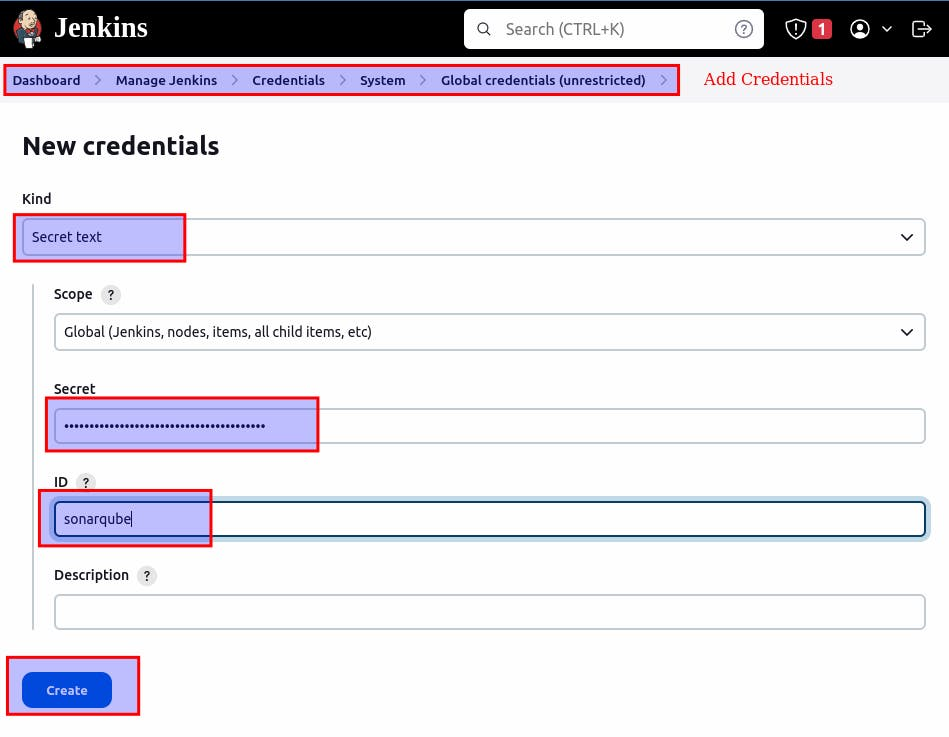 Jenkins Search (CTRL+K) ? 1
Dashboard > Manage Jenkins > Credentials > System > Global credentials (unrestricted) > Add Credentials
New credentials
Kind
Secret text
Scope ?
Global (Jenkins, nodes, items, all child items, etc)
Secret
••••••••••••••••••••••••••••••••••••••••
ID ?
sonarqube
Description ?
Create